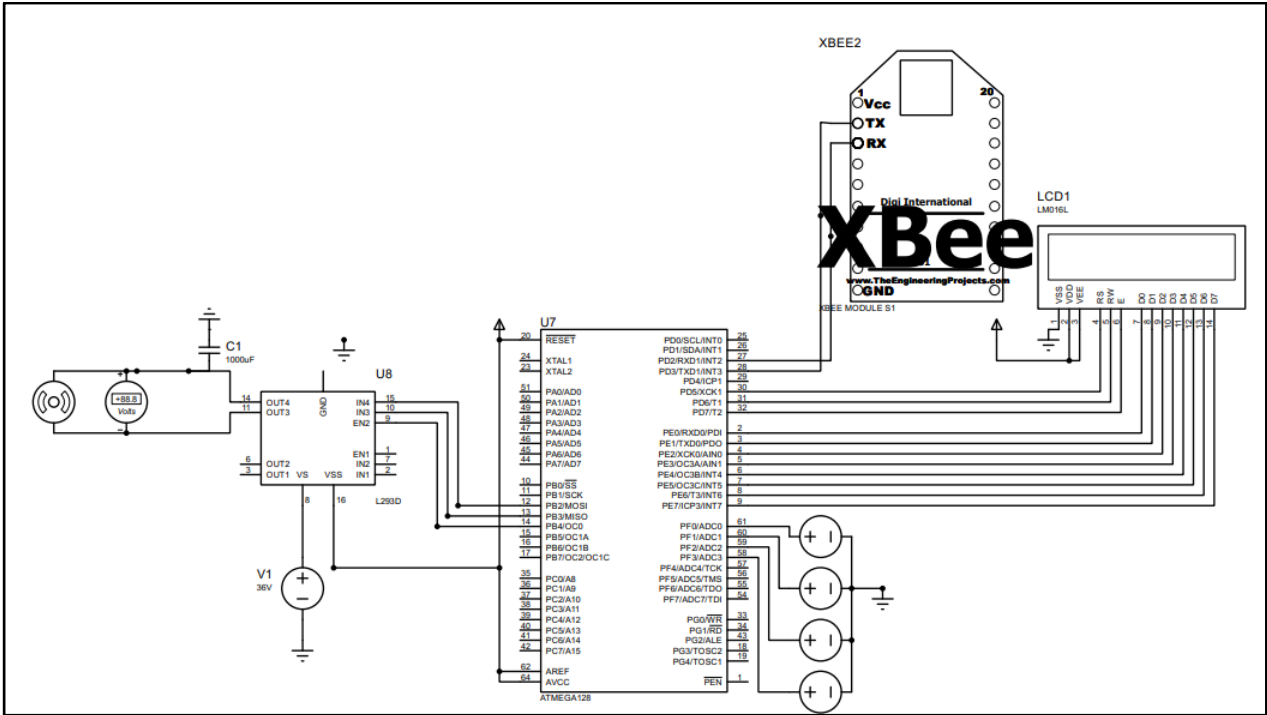 XBEE2
1
20
Vcc
TX
RX
Digi International
XBee
www.TheEngineeringProjects.com
GND
XBEE MODULE S1
LCD1
LM016L
VSS
VDD
VEE
RS
RW
E
D0
D1
D2
D3
D4
D5
D6
D7
1
2
3
4
5
6
7
8
9
10
11
12
13
14
C1
1000uF
+88.8
Volts
U8
14 OUT4
11 OUT3
6 OUT2
3 OUT1
GND
IN4 15
IN3 10
EN2 9
EN1 1
IN2 7
IN1 2
VS
VSS
8
16
L293D
V1
36V
U7
20 RESET
24 XTAL1
23 XTAL2
51 PA0/AD0
50 PA1/AD1
49 PA2/AD2
48 PA3/AD3
47 PA4/AD4
46 PA5/AD5
45 PA6/AD6
44 PA7/AD7
10 PB0/SS
11 PB1/SCK
12 PB2/MOSI
13 PB3/MISO
14 PB4/OC0
15 PB5/OC1A
16 PB6/OC1B
17 PB7/OC2/OC1C
35 PC0/A8
36 PC1/A9
37 PC2/A10
38 PC3/A11
39 PC4/A12
40 PC5/A13
41 PC6/A14
42 PC7/A15
62 AREF
64 AVCC
PD0/SCL/INT0 25
PD1/SDA/INT1 26
PD2/RXD1/INT2 27
PD3/TXD1/INT3 28
PD4/ICP1 29
PD5/XCK1 30
PD6/T1 31
PD7/T2 32
PE0/RXD0/PDI 2
PE1/TXD0/PDO 3
PE2/XCK0/AIN0 4
PE3/OC3A/AIN1 5
PE4/OC3B/INT4 6
PE5/OC3C/INT5 7
PE6/T3/INT6 8
PE7/ICP3/INT7 9
PF0/ADC0 61
PF1/ADC1 60
PF2/ADC2 59
PF3/ADC3 58
PF4/ADC4/TCK 57
PF5/ADC5/TMS 56
PF6/ADC6/TDO 55
PF7/ADC7/TDI 54
PG0/WR 33
PG1/RD 34
PG2/ALE 43
PG3/TOSC2 18
PG4/TOSC1 19
PEN 1
ATMEGA128